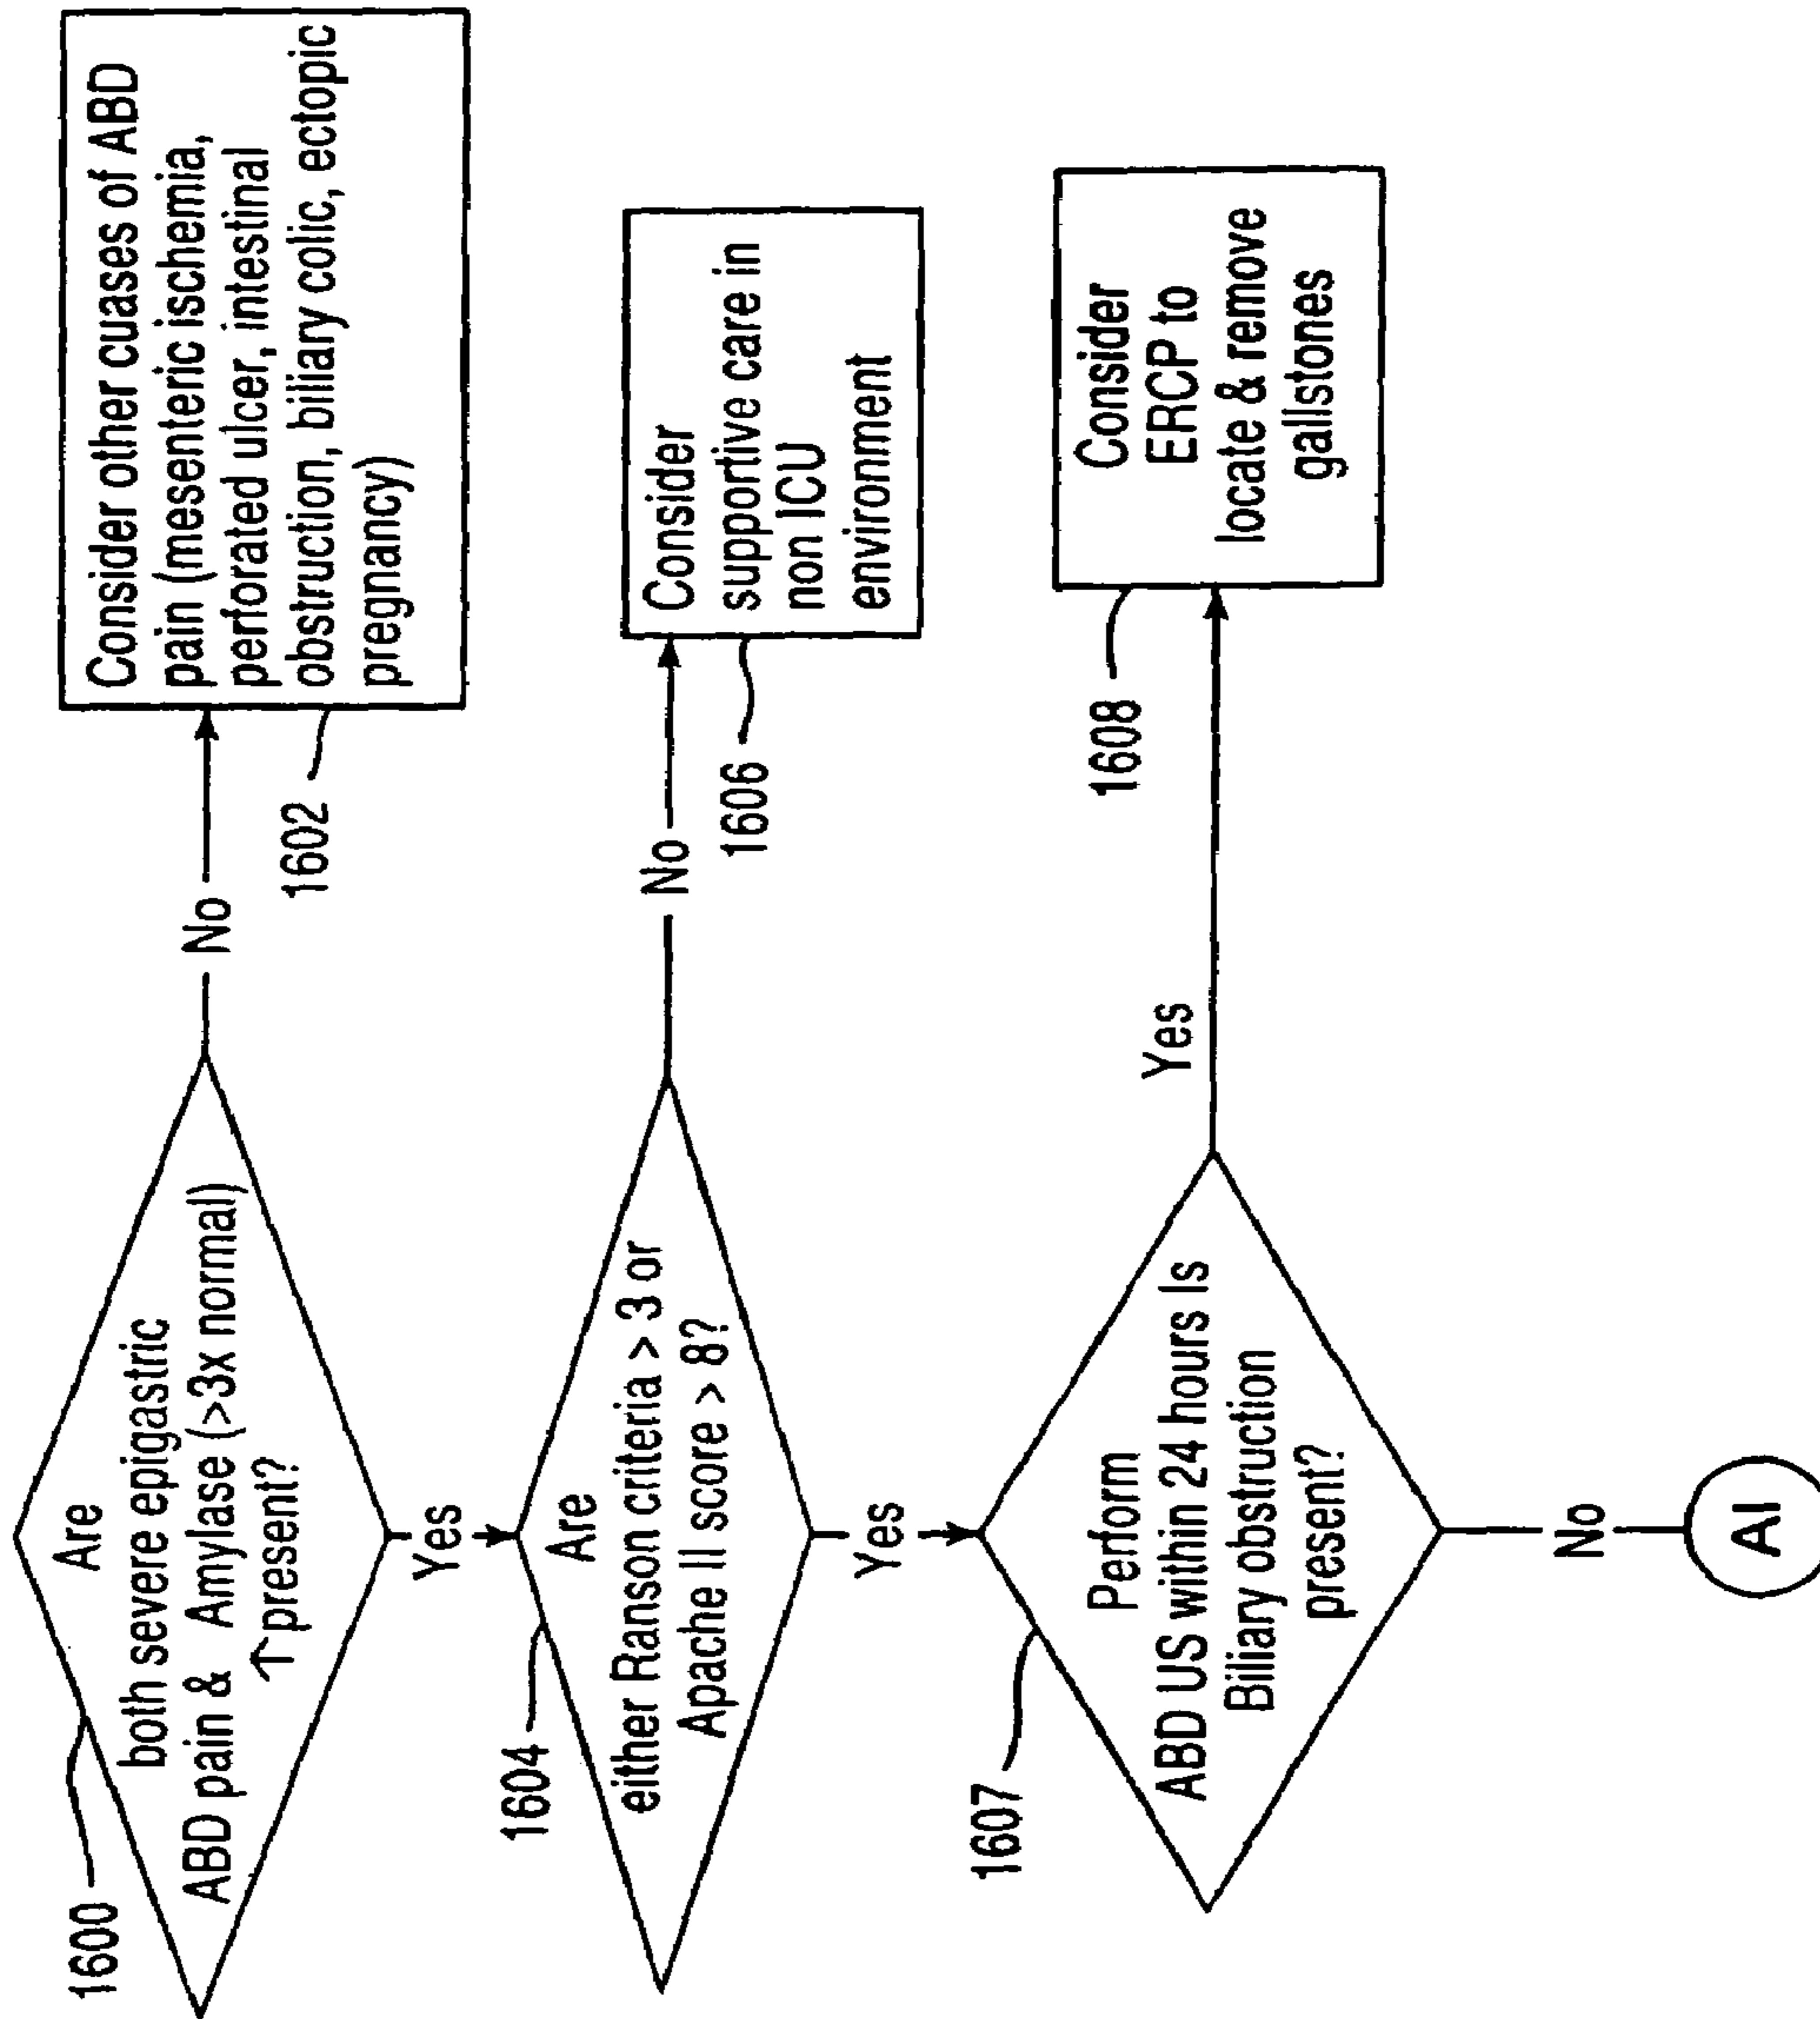 1600
Are
both severe epigastric
ABD pain & Amylase (>3x normal)
↑present?
No
1602
Consider other cuases of ABD
pain (mesenteric ischemia,
perforated ulcer, intestinal
obstruction, biliary colic, ectopic
pregnancy)
Yes
1604
Are
either Ranson criteria > 3 or
Apache II score > 8?
No
1606
Consider
supportive care in
non ICU
environment
Yes
1607
Perform
ABD US within 24 hours Is
Biliary obstruction
present?
Yes
1608
Consider
ERCP to
locate & remove
gallstones
No
AI